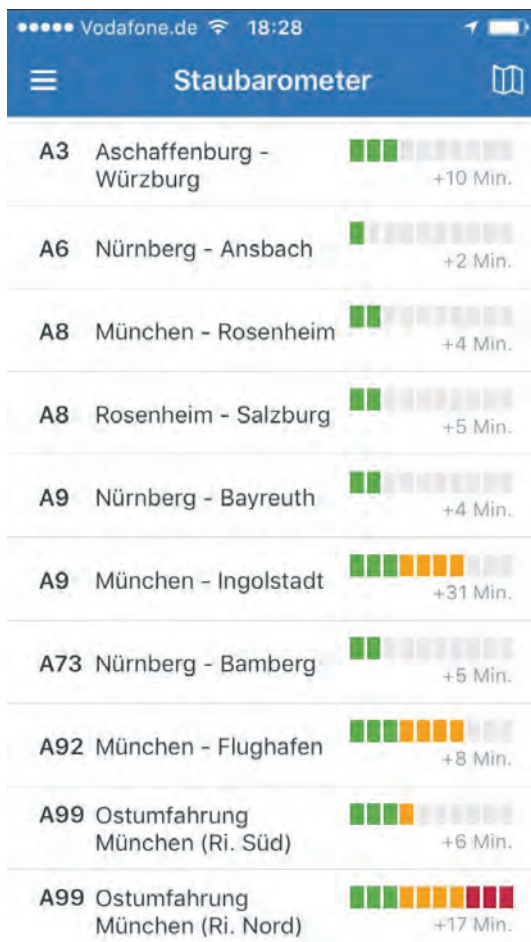 Vodafone.de 18:28
Staubarometer
A3 Aschaffenburg -
Würzburg
+10 Min.
A6 Nürnberg - Ansbach
+2 Min.
A8 München - Rosenheim
+4 Min.
A8 Rosenheim - Salzburg
+5 Min.
A9 Nürnberg - Bayreuth
+4 Min.
A9 München - Ingolstadt
+31 Min.
A73 Nürnberg - Bamberg
+5 Min.
A92 München - Flughafen
+8 Min.
A99 Ostumfahrung
München (Ri. Süd)
+6 Min.
A99 Ostumfahrung
München (Ri. Nord)
+17 Min.